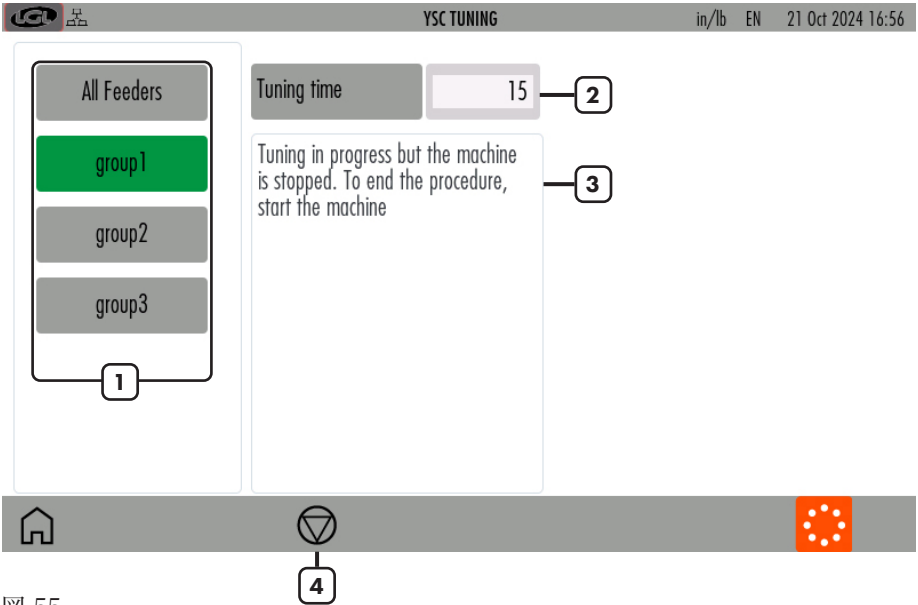 LGL YSC TUNING in/lb EN 21 Oct 2024 16:56
All Feeders
group1
group2
group3
1
Tuning time 15 2
Tuning in progress but the machine
is stopped. To end the procedure,
start the machine
3
4
図 55